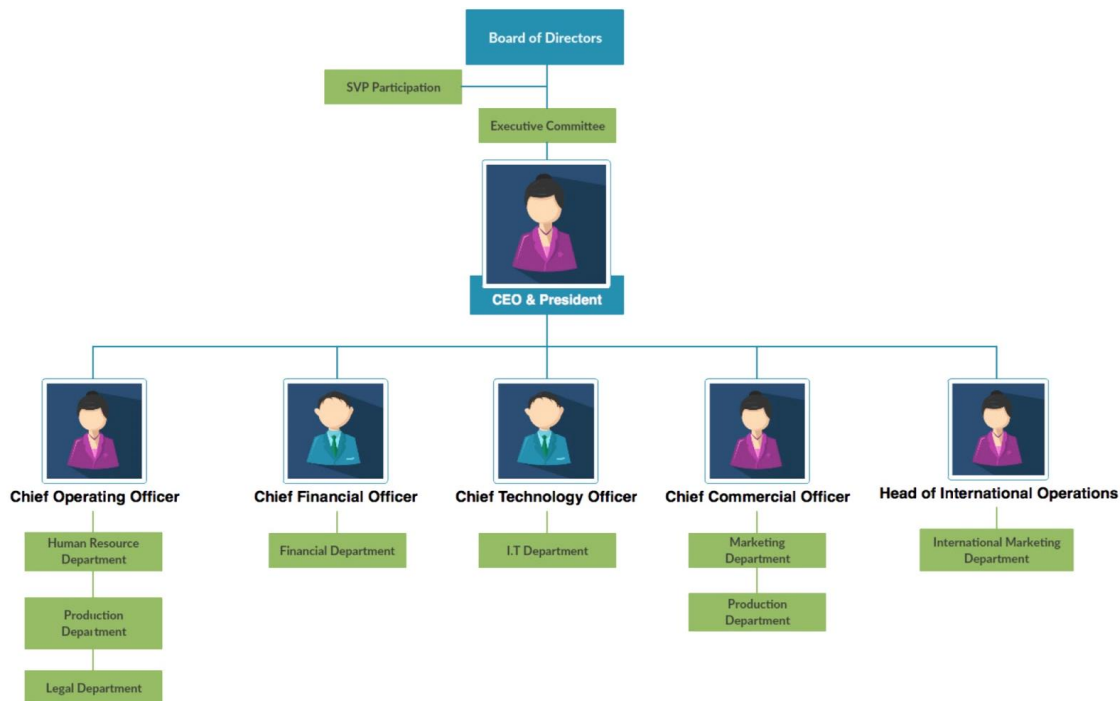 Board of Directors
SVP Participation
Executive Committee
CEO & President
Chief Operating Officer
Chief Financial Officer
Chief Technology Officer
Chief Commercial Officer
Head of International Operations
Human Resource
Department
Financial Department
I.T Department
Marketing
Department
International Marketing
Department
Production
Department
Production
Department
Legal Department